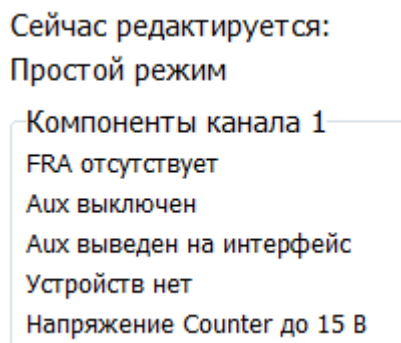 Сейчас редактируется:
Простой режим
Компоненты канала 1
FRA отсутствует
Aux выключен
Aux выведен на интерфейс
Устройств нет
Напряжение Counter до 15 В